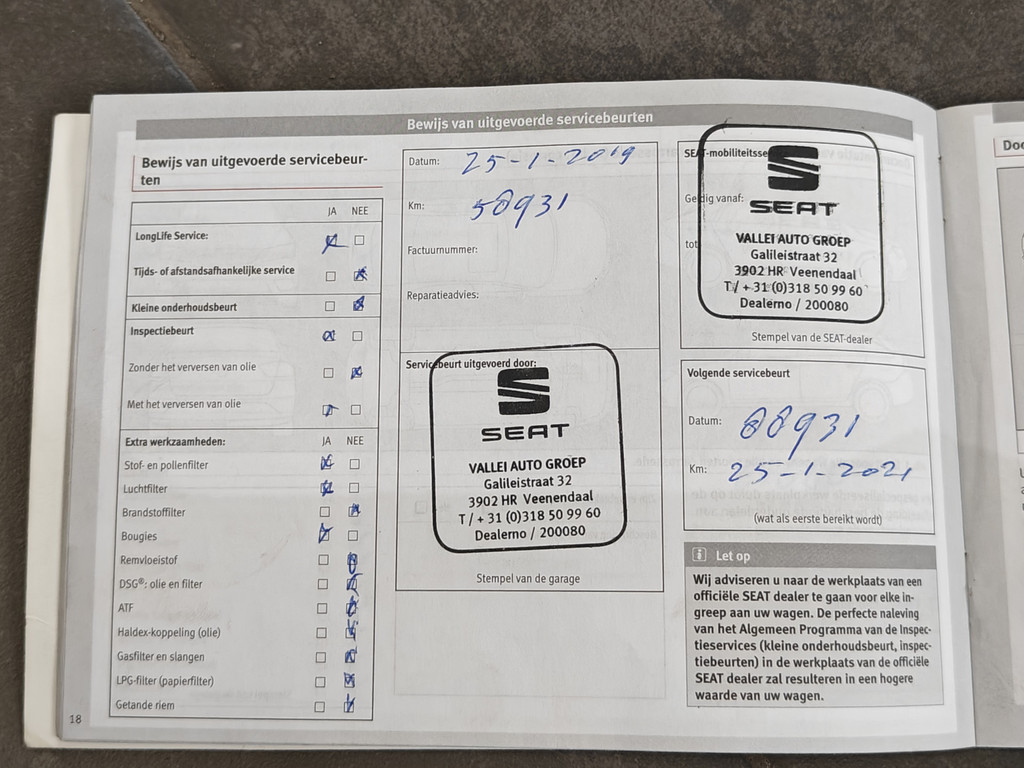 Bewijs van uitgevoerde servicebeurten
Bewijs van uitgevoerde servicebeur-
ten
JA NEE
LongLife Service:
Tijds- of afstandsafhankelijke service
Kleine onderhoudsbeurt
Inspectiebeurt
Zonder het verversen van olie
Met het verversen van olie
Extra werkzaamheden: JA NEE
Stof- en pollenfilter
Luchtfilter
Brandstoffilter
Bougies
Remvloeistof
DSG®: olie en filter
ATF
Haldex-koppeling (olie)
Gasfilter en slangen
LPG-filter (papierfilter)
Getande riem
18
Datum: 25-1-2019
Km: 58931
Factuurnummer:
Reparatieadvies:
Servicebeurt uitgevoerd door:
SEAT
VALLEI AUTO GROEP
Galileistraat 32
3902 HR Veenendaal
T / + 31 (0)318 50 99 60
Dealerno / 200080
Stempel van de garage
SEAT-mobiliteitsse
Geldig vanaf:
tot
SEAT
VALLEI AUTO GROEP
Galileistraat 32
3902 HR Veenendaal
T / + 31 (0)318 50 99 60
Dealerno / 200080
Stempel van de SEAT-dealer
Volgende servicebeurt
Datum: 88931
Km: 25-1-2021
(wat als eerste bereikt wordt)
i Let op
Wij adviseren u naar de werkplaats van een
officiële SEAT dealer te gaan voor elke in-
greep aan uw wagen. De perfecte naleving
van het Algemeen Programma van de Inspec-
tieservices (kleine onderhoudsbeurt, inspec-
tiebeurten) in de werkplaats van de officiële
SEAT dealer zal resulteren in een hogere
waarde van uw wagen.
Doe